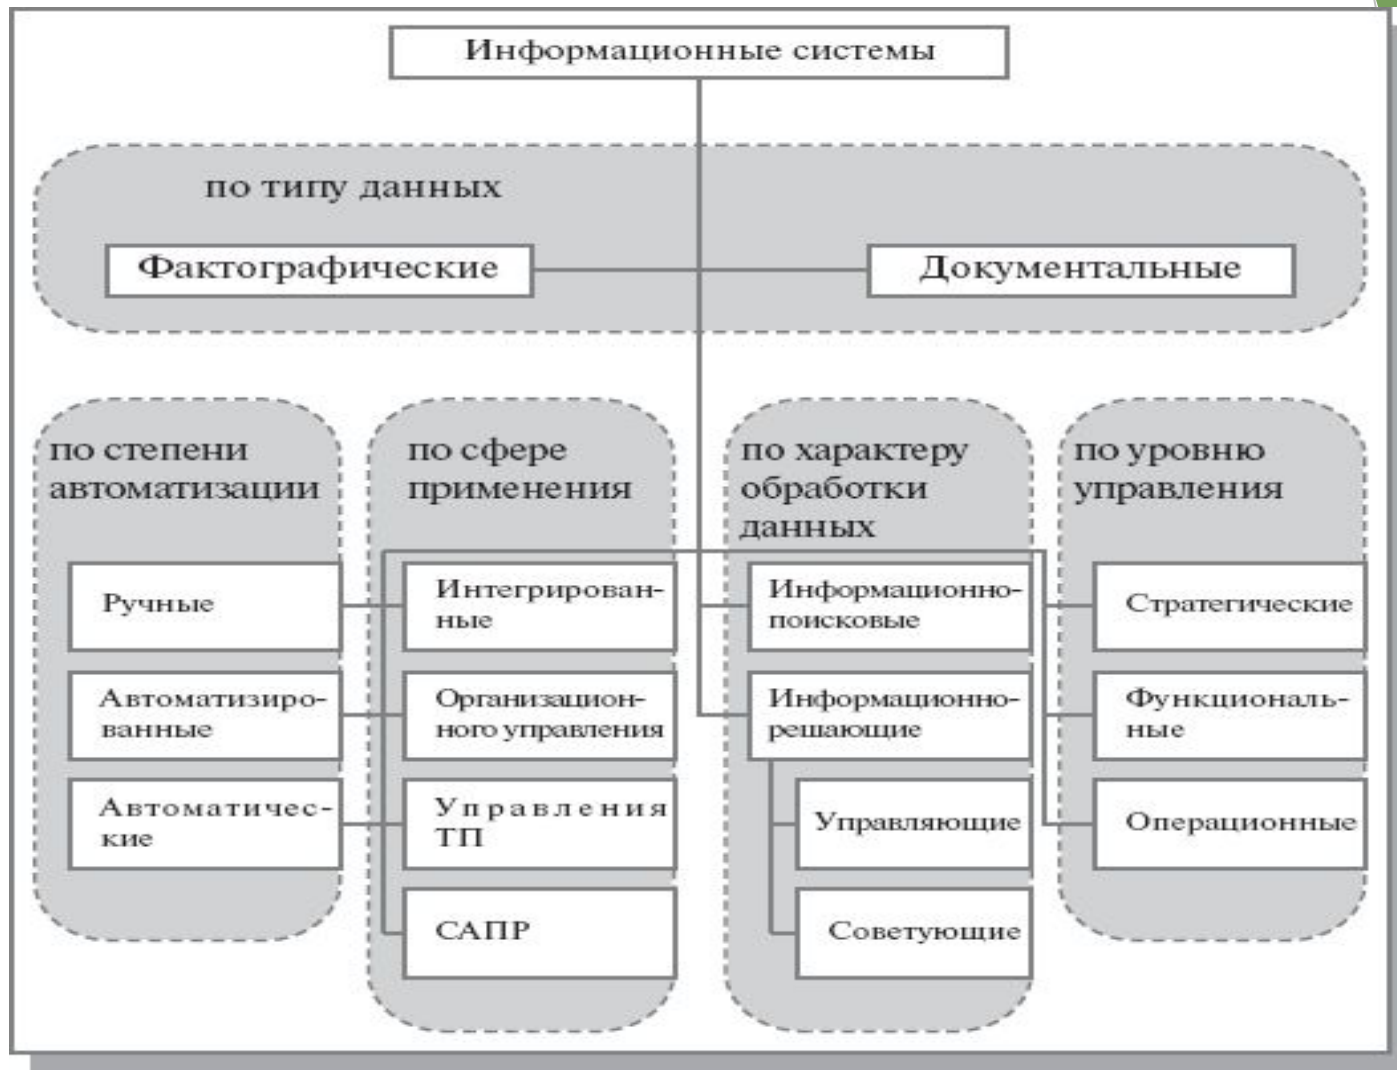 Информационные системы
по типу данных
Фактографические
Документальные
по степени
автоматизации
Ручные
Автоматизиро-
ванные
Автоматичес-
кие
по сфере
применения
Интегрирован-
ные
Организацион-
ного управления
Управления
ТП
САПР
по характеру
обработки
данных
Информационно-
поисковые
Информационно-
решающие
Управляющие
Советующие
по уровню
управления
Стратегические
Функциональ-
ные
Операционные